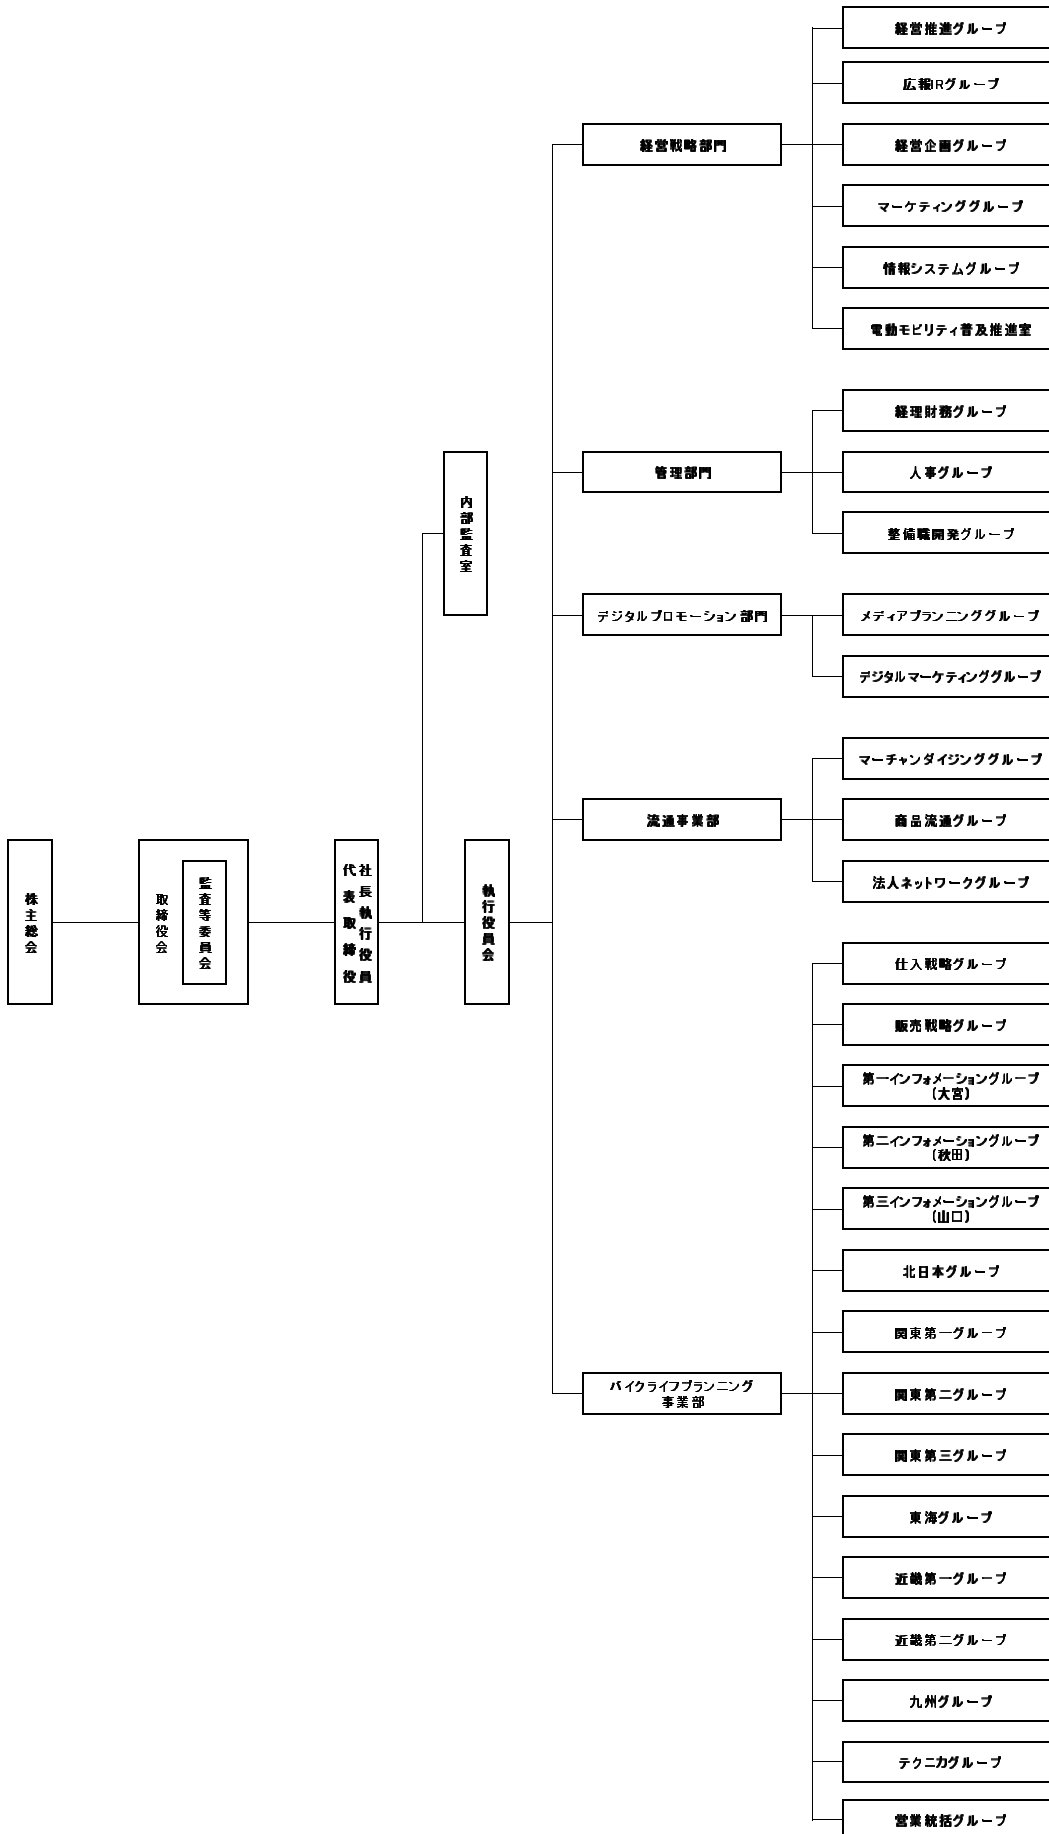 株主総会
取締役会
監査等委員会
代表取締役
社長執行役員
内部監査室
執行役員会
経営戦略部門
経営推進グループ
広報IRグループ
経営企画グループ
マーケティンググループ
情報システムグループ
電動モビリティ普及推進室
管理部門
経理財務グループ
人事グループ
整備職開発グループ
デジタルプロモーション部門
メディアプランニンググループ
デジタルマーケティンググループ
流通事業部
マーチャンダイジンググループ
商品流通グループ
法人ネットワークグループ
バイクライフプランニング
事業部
仕入戦略グループ
販売戦略グループ
第一インフォメーショングループ
(大宮)
第二インフォメーショングループ
(秋田)
第三インフォメーショングループ
(山口)
北日本グループ
関東第一グループ
関東第二グループ
関東第三グループ
東海グループ
近畿第一グループ
近畿第二グループ
九州グループ
テクニカグループ
営業統括グループ